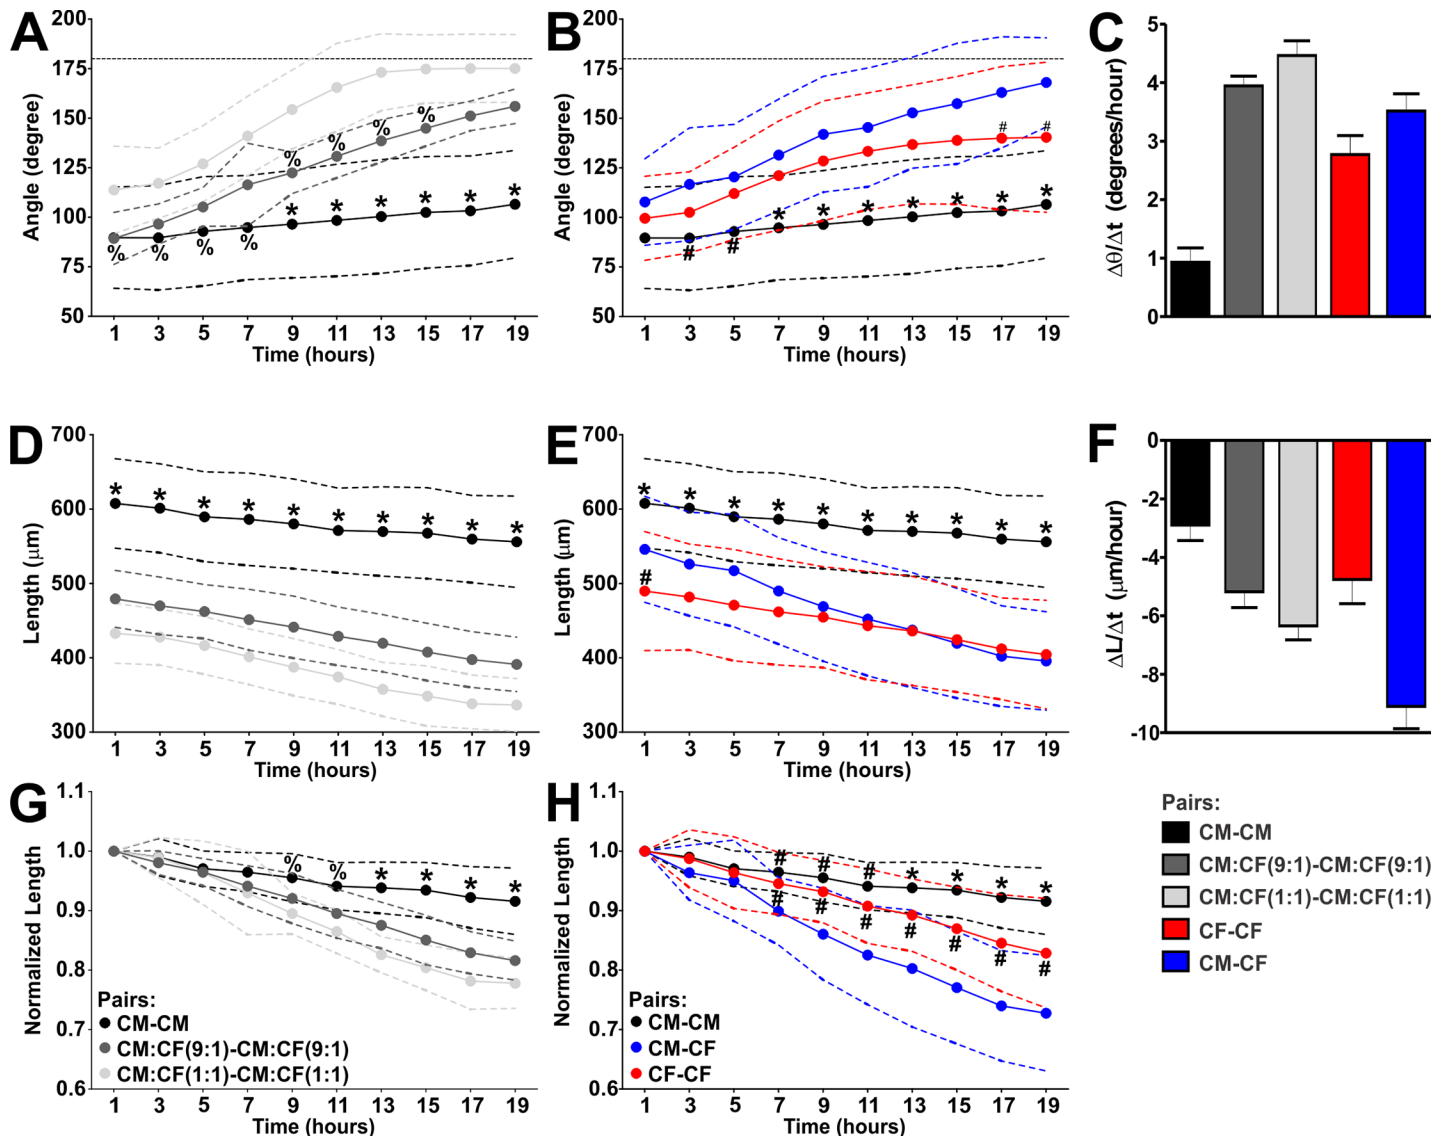 A
200
175
150
125
100
75
50
Angle (degree)
% % % % % % % %
* * * * * *
1 3 5 7 9 11 13 15 17 19
Time (hours)
B
200
175
150
125
100
75
50
Angle (degree)
# # # #
* * * * * * *
1 3 5 7 9 11 13 15 17 19
Time (hours)
C
5
4
3
2
1
0
Δθ/Δt (degrees/hour)
D
700
600
500
400
300
Length (μm)
* * * * * * * * * *
1 3 5 7 9 11 13 15 17 19
Time (hours)
E
700
600
500
400
300
Length (μm)
* * * * * * * * * *
#
1 3 5 7 9 11 13 15 17 19
Time (hours)
F
0
-2
-4
-6
-8
-10
ΔL/Δt (μm/hour)
G
1.1
1.0
0.9
0.8
0.7
0.6
Normalized Length
% % * * * *
Pairs:
CM-CM
CM:CF(9:1)-CM:CF(9:1)
CM:CF(1:1)-CM:CF(1:1)
1 3 5 7 9 11 13 15 17 19
Time (hours)
H
1.1
1.0
0.9
0.8
0.7
0.6
Normalized Length
# # # * * * *
# # # # # # #
Pairs:
CM-CM
CM-CF
CF-CF
1 3 5 7 9 11 13 15 17 19
Time (hours)
Pairs:
CM-CM
CM:CF(9:1)-CM:CF(9:1)
CM:CF(1:1)-CM:CF(1:1)
CF-CF
CM-CF